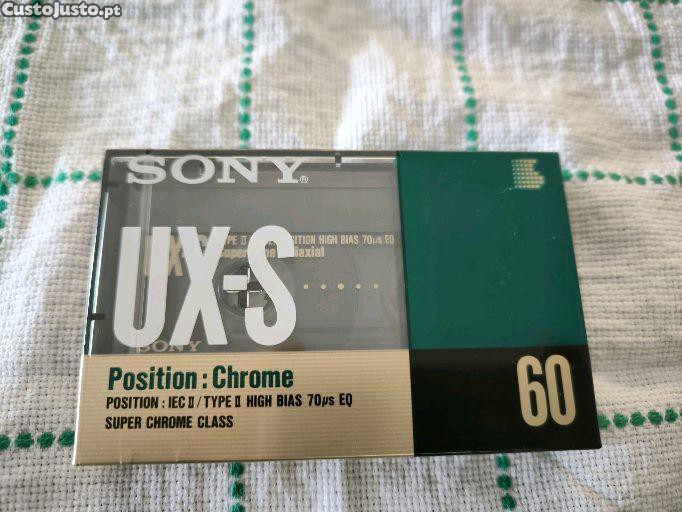 CustoJusto.pt
SONY®
TYPE II POSITION HIGH BIAS 70µs EQ
UX-S
SONY
Position : Chrome
POSITION : IEC II / TYPE II HIGH BIAS 70µs EQ
SUPER CHROME CLASS
60